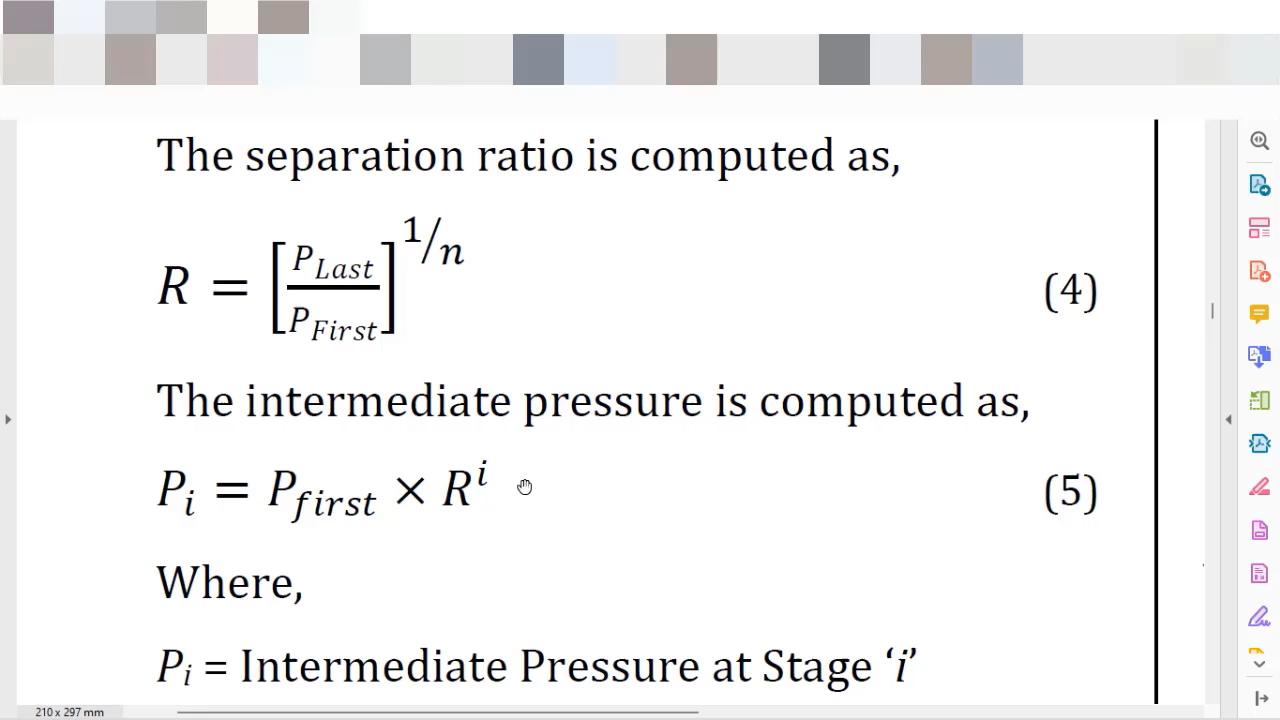 The separation ratio is computed as,
R = [P_Last / P_First]^1/n (4)
The intermediate pressure is computed as,
P_i = P_first × R^i (5)
Where,
P_i = Intermediate Pressure at Stage ‘i’
210 x 297 mm